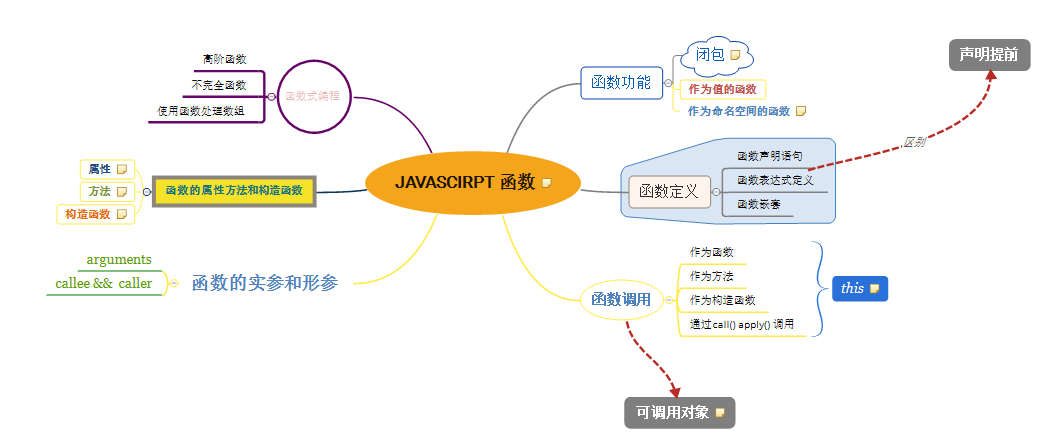 JAVASCIRPT 函数
函数功能
闭包
作为值的函数
作为命名空间的函数
函数定义
函数声明语句
函数表达式定义
函数嵌套
区别
声明提前
函数调用
作为函数
作为方法
作为构造函数
通过call() apply() 调用
this
可调用对象
函数式编程
高阶函数
不完全函数
使用函数处理数组
函数的属性方法和构造函数
属性
方法
构造函数
函数的实参和形参
arguments
callee && caller